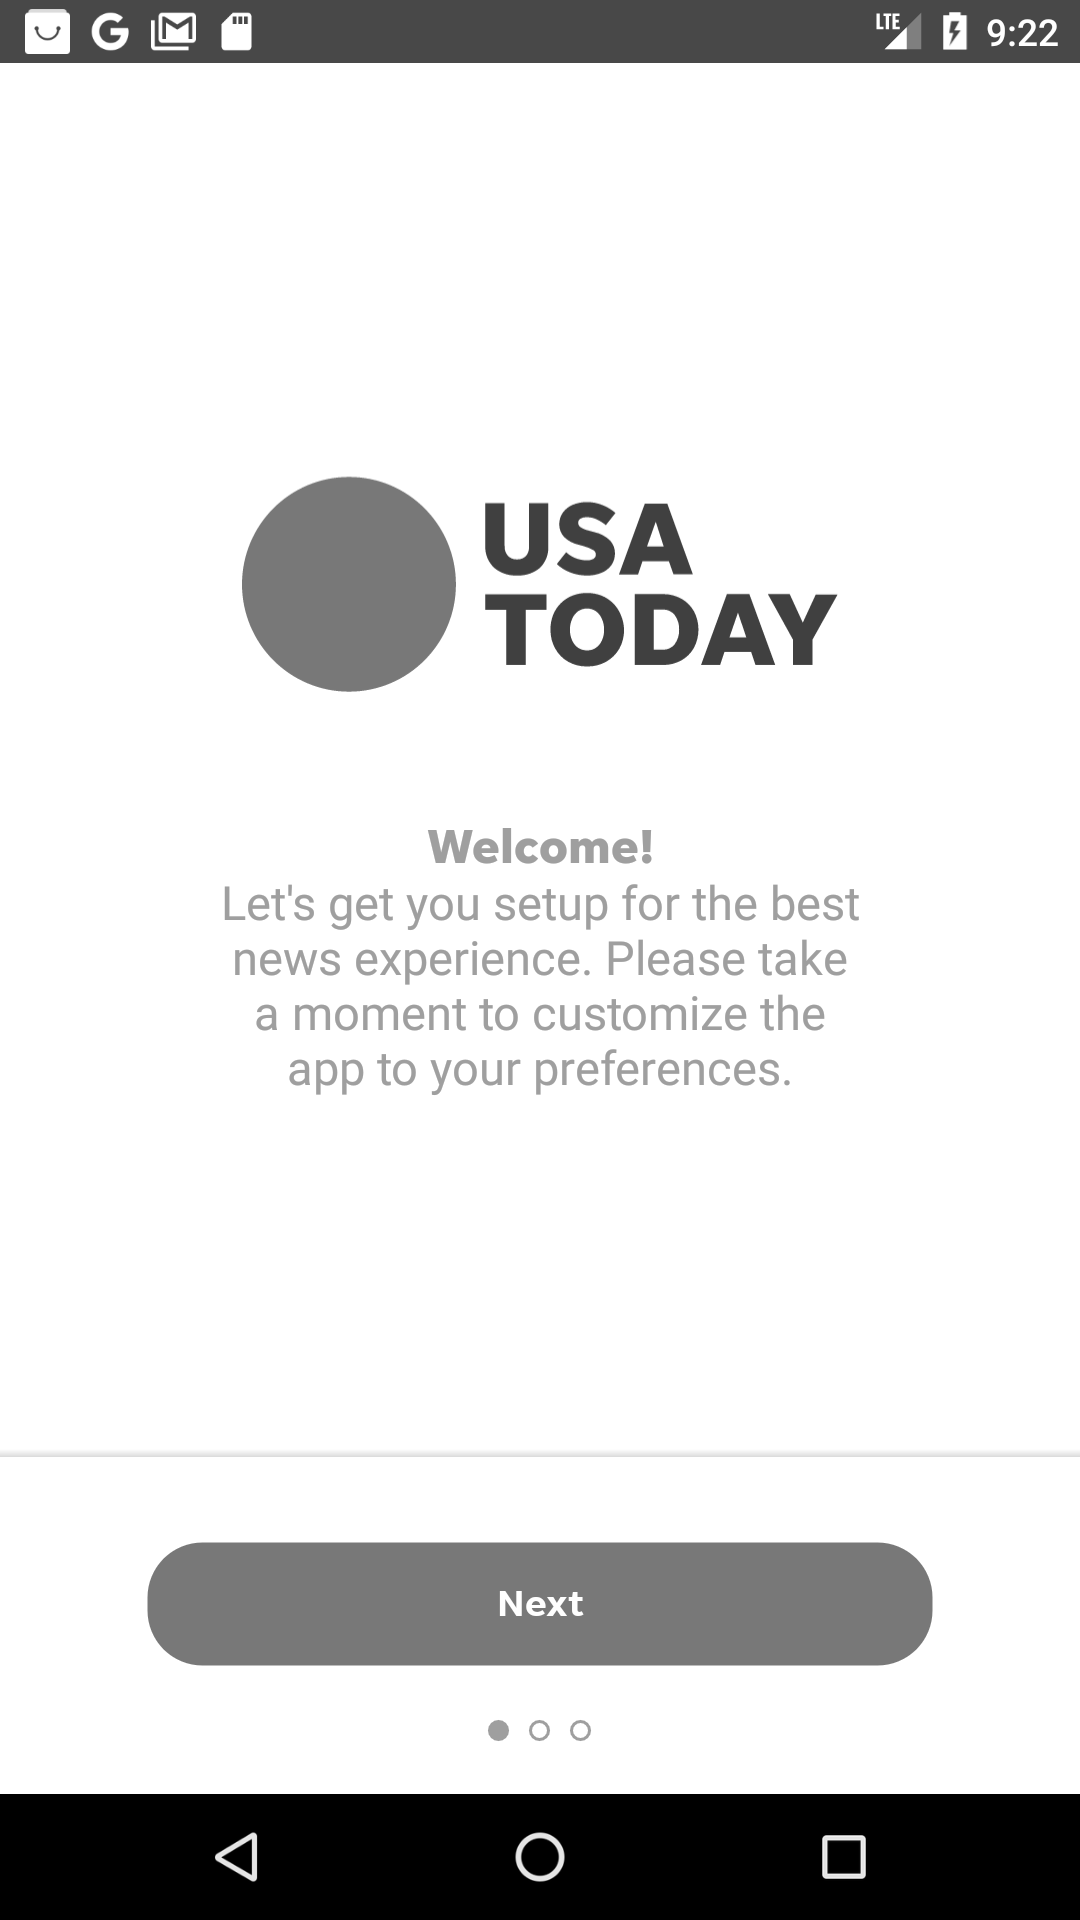 LTE 9:22
USA
TODAY
Welcome!
Let's get you setup for the best
news experience. Please take
a moment to customize the
app to your preferences.
Next